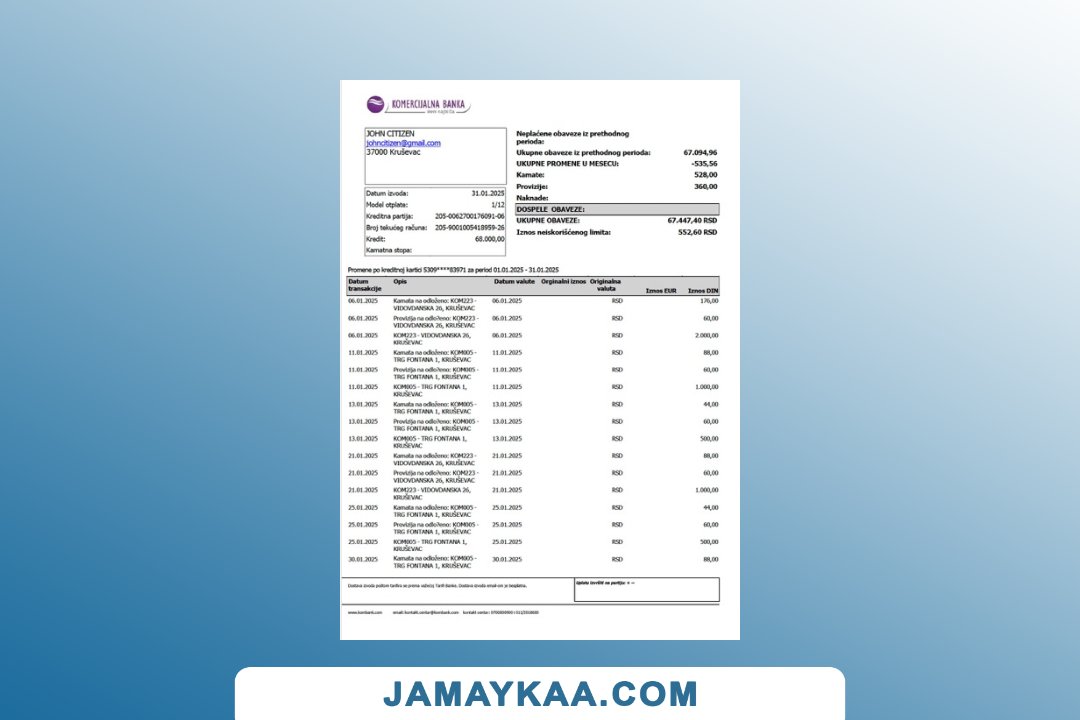 KOMERCIJALNA BANKA
JOHN CITIZEN
johncitizen@gmail.com
37000 Kruševac
Neplaćene obaveze iz prethodnog
perioda:
Ukupne obaveze iz prethodnog perioda: 67.094,96
UKUPNE PROMENE U MESECU: -535,56
Kamate: 528,00
Provizije: 360,00
Naknade:
DOSPELE OBAVEZE:
UKUPNE OBAVEZE: 67.447,40 RSD
Iznos neiskorišćenog limita: 552,60 RSD
Datum izvoda: 31.01.2025
Model otplate: 1/12
Kreditna partija: 205-0062700176091-06
Broj tekućeg računa: 205-9001005418959-26
Kredit: 68.000,00
Kamatna stopa:
Promene po kreditnoj kartici 5309****83971 za period 01.01.2025 - 31.01.2025
Datum Opis Datum valute Orginalni iznos Originalna
transakcije valuta Iznos EUR Iznos DIN
06.01.2025 Kamata na odloženo: KOM223 - 06.01.2025 RSD 176,00
VIDOVDANSKA 26, KRUŠEVAC
06.01.2025 Provizija na odloženo: KOM223 - 06.01.2025 RSD 60,00
VIDOVDANSKA 26, KRUŠEVAC
06.01.2025 KOM223 - VIDOVDANSKA 26, 06.01.2025 RSD 2.000,00
KRUŠEVAC
11.01.2025 Kamata na odloženo: KOM005 - 11.01.2025 RSD 88,00
TRG FONTANA 1, KRUŠEVAC
11.01.2025 Provizija na odloženo: KOM005 - 11.01.2025 RSD 60,00
TRG FONTANA 1, KRUŠEVAC
11.01.2025 KOM005 - TRG FONTANA 1, 11.01.2025 RSD 1.000,00
KRUŠEVAC
13.01.2025 Kamata na odloženo: KOM005 - 13.01.2025 RSD 44,00
TRG FONTANA 1, KRUŠEVAC
13.01.2025 Provizija na odloženo: KOM005 - 13.01.2025 RSD 60,00
TRG FONTANA 1, KRUŠEVAC
13.01.2025 KOM005 - TRG FONTANA 1, 13.01.2025 RSD 500,00
KRUŠEVAC
21.01.2025 Kamata na odloženo: KOM223 - 21.01.2025 RSD 88,00
VIDOVDANSKA 26, KRUŠEVAC
21.01.2025 Provizija na odloženo: KOM223 - 21.01.2025 RSD 60,00
VIDOVDANSKA 26, KRUŠEVAC
21.01.2025 KOM223 - VIDOVDANSKA 26, 21.01.2025 RSD 1.000,00
KRUŠEVAC
25.01.2025 Kamata na odloženo: KOM005 - 25.01.2025 RSD 44,00
TRG FONTANA 1, KRUŠEVAC
25.01.2025 Provizija na odloženo: KOM005 - 25.01.2025 RSD 60,00
TRG FONTANA 1, KRUŠEVAC
25.01.2025 KOM005 - TRG FONTANA 1, 25.01.2025 RSD 500,00
KRUŠEVAC
30.01.2025 Kamata na odloženo: KOM005 - 30.01.2025 RSD 88,00
TRG FONTANA 1, KRUŠEVAC
Dostava izvoda poštom tarifira se prema važećoj Tarifi Banke. Dostava izvoda email-om je besplatna.
Uplatu izvršiti na partiju:
www.kombank.com email: kontakt.centar@kombank.com kontakt centar:
JAMAYKAA.COM